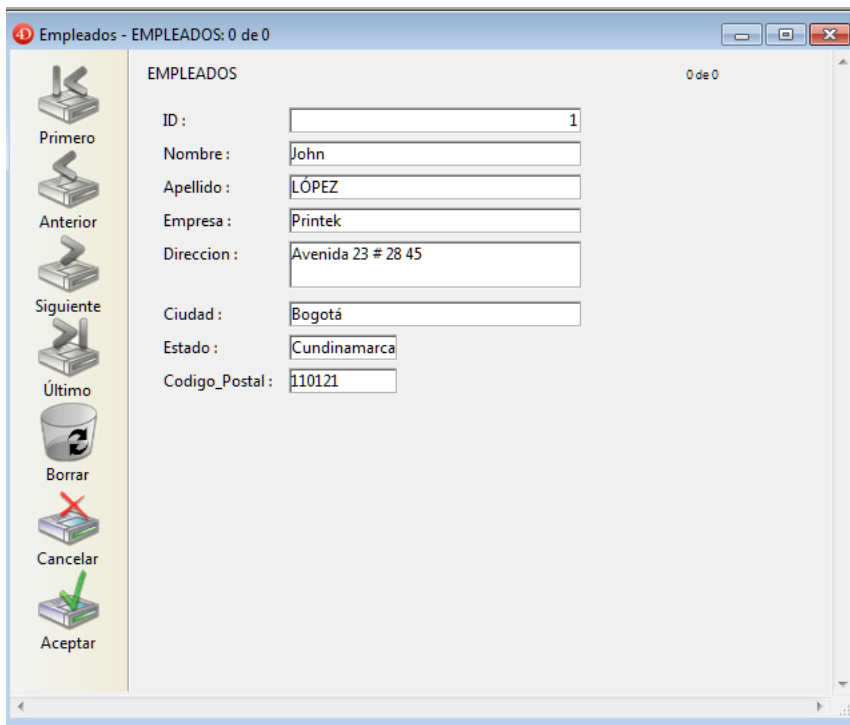 4D Empleados - EMPLEADOS: 0 de 0
EMPLEADOS 0 de 0
Primero
Anterior
Siguiente
Último
Borrar
Cancelar
Aceptar
ID : 1
Nombre : John
Apellido : LÓPEZ
Empresa : Printek
Direccion : Avenida 23 # 28 45
Ciudad : Bogotá
Estado : Cundinamarca
Codigo_Postal : 110121